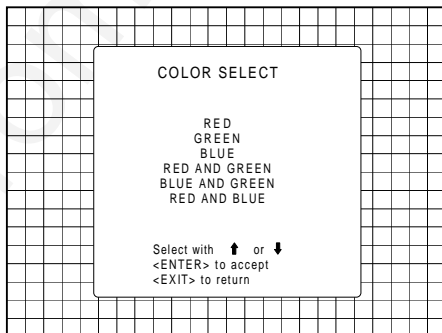 COLOR SELECT
RED
GREEN
BLUE
RED AND GREEN
BLUE AND GREEN
RED AND BLUE
Select with ⬆ or ⬇
<ENTER> to accept
<EXIT> to return